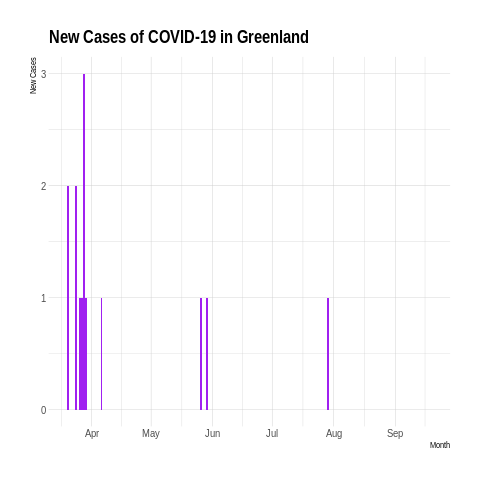 New Cases of COVID-19 in Greenland
New Cases
3
2
1
0
Apr May Jun Jul Aug Sep
Month